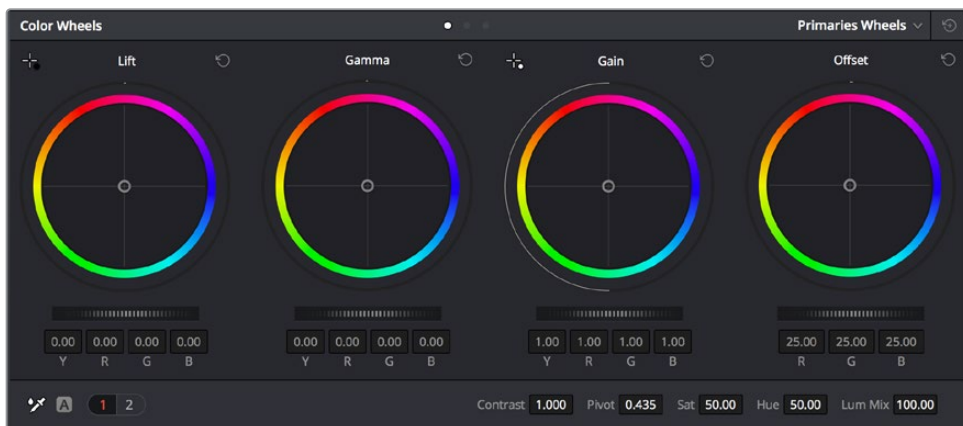 Color Wheels Primaries Wheels
Lift Gamma Gain Offset
0.00 0.00 0.00 0.00 0.00 0.00 0.00 0.00 1.00 1.00 1.00 1.00 25.00 25.00 25.00
Y R G B Y R G B Y R G B R G B
A 1 2 Contrast 1.000 Pivot 0.435 Sat 50.00 Hue 50.00 Lum Mix 100.00